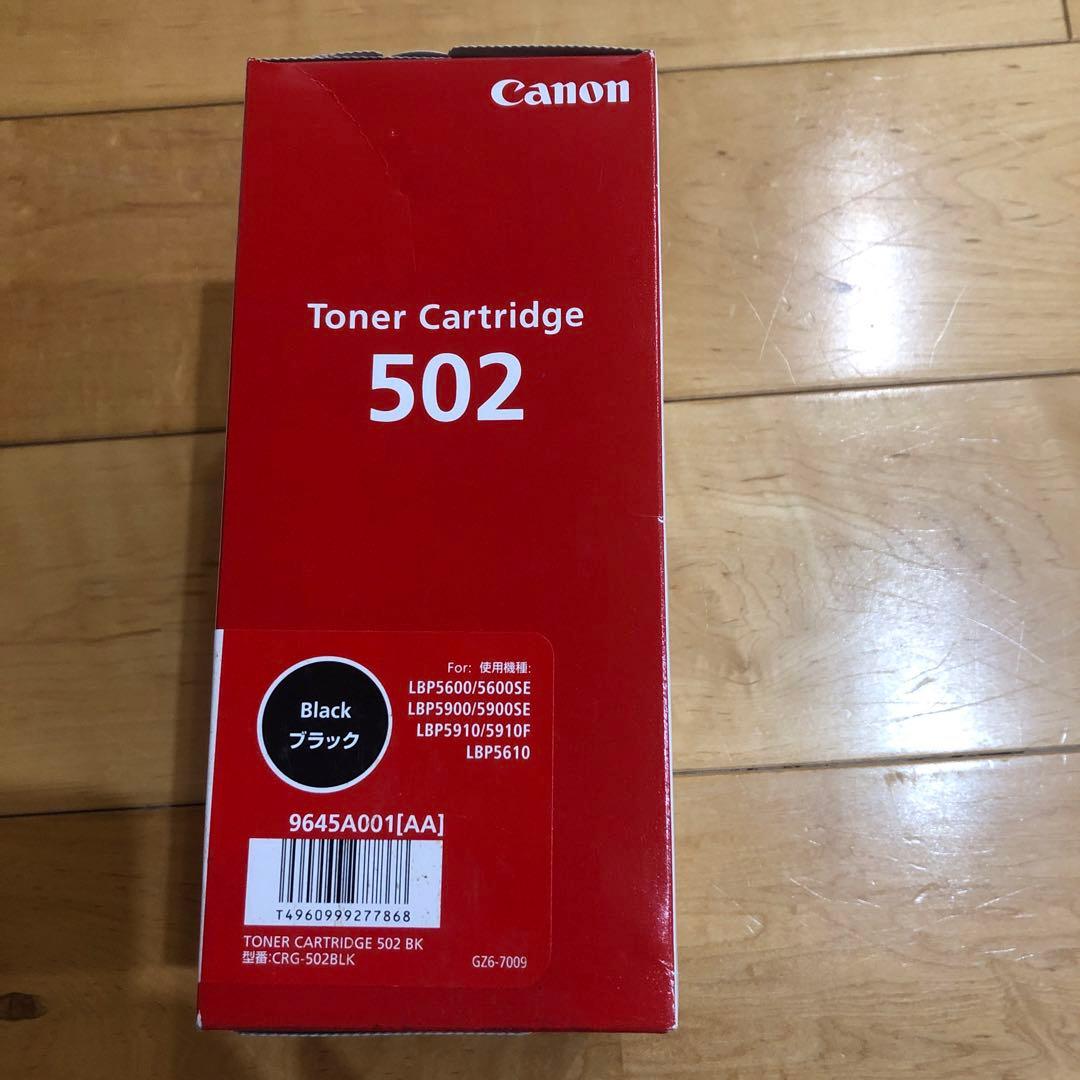 Canon
Toner Cartridge
502
Black
ブラック
For: 使用機種:
LBP5600/5600SE
LBP5900/5900SE
LBP5910/5910F
LBP5610
9645A001[AA]
T4960999277868
TONER CARTRIDGE 502 BK
型番:CRG-502BLK
GZ6-7009